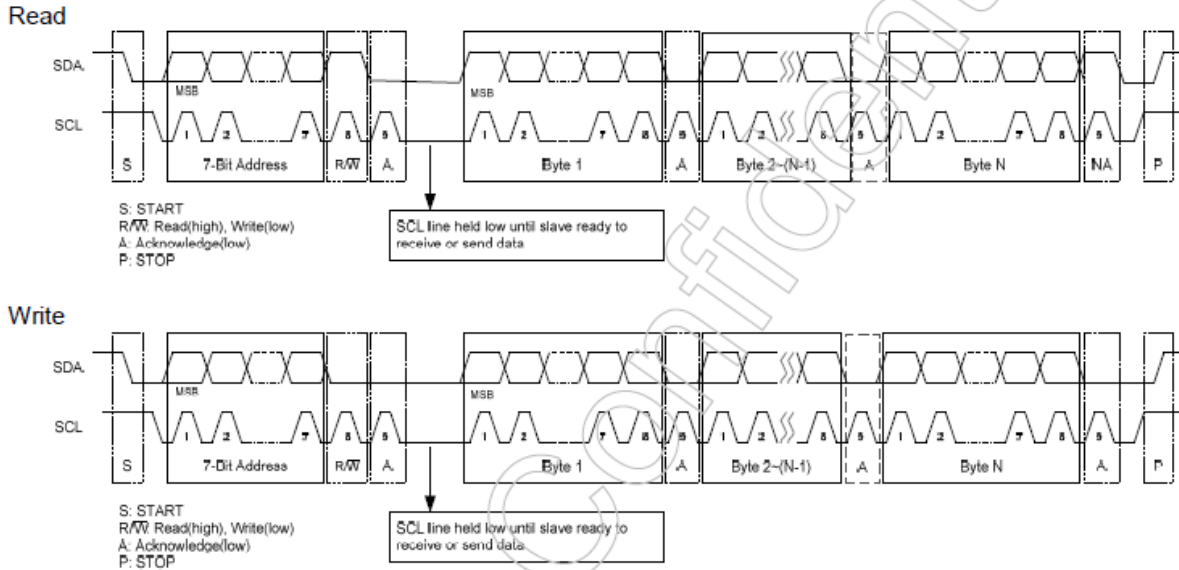 Read
SDA
MSB MSB
SCL
1 2 7 8 9 1 2 7 8 9 1 2 8 9 1 2 7 8 9
S 7-Bit Address R/W A Byte 1 A Byte 2~(N-1) A Byte N NA P
S: START
R/W: Read(high), Write(low)
A: Acknowledge(low)
P: STOP
SCL line held low until slave ready to
receive or send data
Write
SDA
MSB MSB
SCL
1 2 7 8 9 1 2 7 8 9 1 2 8 9 1 2 7 8 9
S 7-Bit Address R/W A Byte 1 A Byte 2~(N-1) A Byte N A P
S: START
R/W: Read(high), Write(low)
A: Acknowledge(low)
P: STOP
SCL line held low until slave ready to
receive or send data
Confident